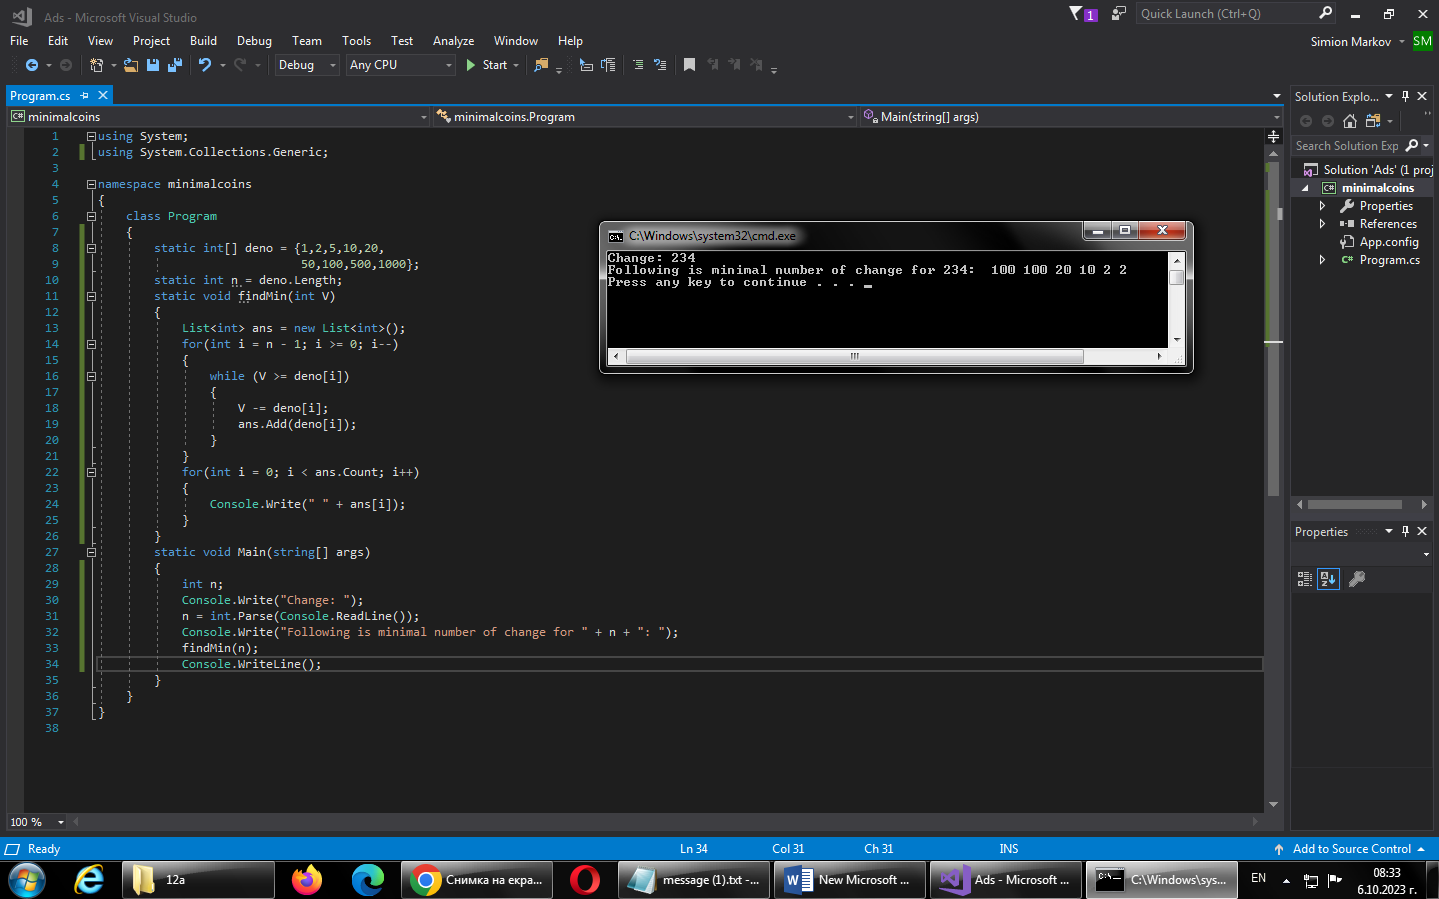 Ads - Microsoft Visual Studio
1
Quick Launch (Ctrl+Q)
File Edit View Project Build Debug Team Tools Test Analyze Window Help
Simion Markov SM
Debug Any CPU Start
Program.cs
minimalcoins minimalcoins.Program Main(string[] args)
1 using System;
2 using System.Collections.Generic;
3
4 namespace minimalcoins
5 {
6 class Program
7 {
8 static int[] deno = {1,2,5,10,20,
9 50,100,500,1000};
10 static int n = deno.Length;
11 static void findMin(int V)
12 {
13 List<int> ans = new List<int>();
14 for(int i = n - 1; i >= 0; i--)
15 {
16 while (V >= deno[i])
17 {
18 V -= deno[i];
19 ans.Add(deno[i]);
20 }
21 }
22 for(int i = 0; i < ans.Count; i++)
23 {
24 Console.Write(" " + ans[i]);
25 }
26 }
27 static void Main(string[] args)
28 {
29 int n;
30 Console.Write("Change: ");
31 n = int.Parse(Console.ReadLine());
32 Console.Write("Following is minimal number of change for " + n + ": ");
33 findMin(n);
34 Console.WriteLine();
35 }
36 }
37 }
38
C:\Windows\system32\cmd.exe
Change: 234
Following is minimal number of change for 234:  100 100 20 10 2 2
Press any key to continue . . . _
Solution Explo...
Search Solution Exp
Solution 'Ads' (1 proj
C# minimalcoins
Properties
References
App.config
C# Program.cs
Properties
100 %
Ready Ln 34 Col 31 Ch 31 INS Add to Source Control
12a
Снимка на екра...
message (1).txt -...
New Microsoft ...
Ads - Microsoft ...
C:\Windows\sys...
EN
08:33
6.10.2023 г.